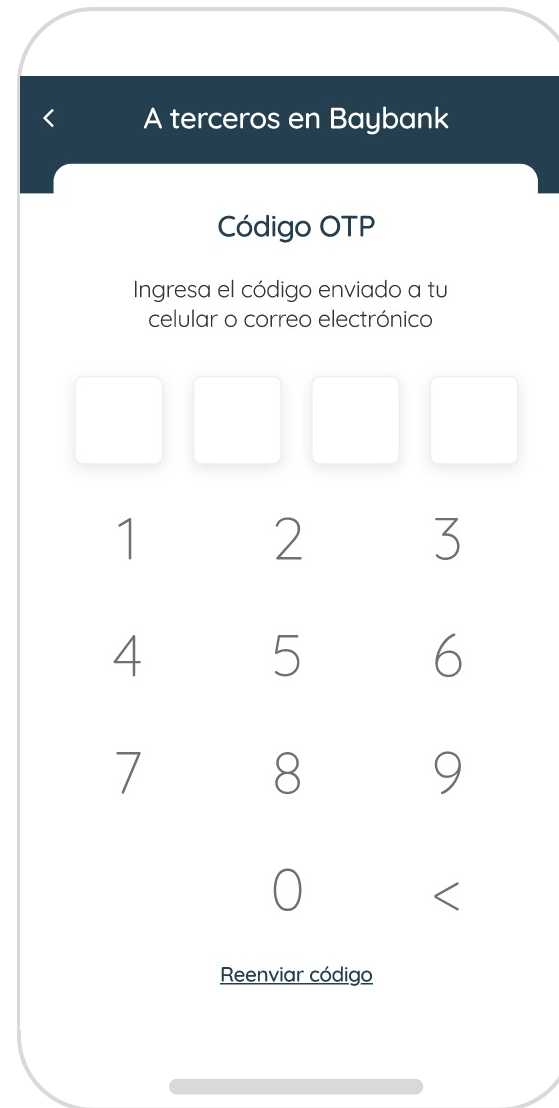 A terceros en Baybank
Código OTP
Ingresa el código enviado a tu
celular o correo electrónico
1 2 3
4 5 6
7 8 9
0 <
Reenviar código